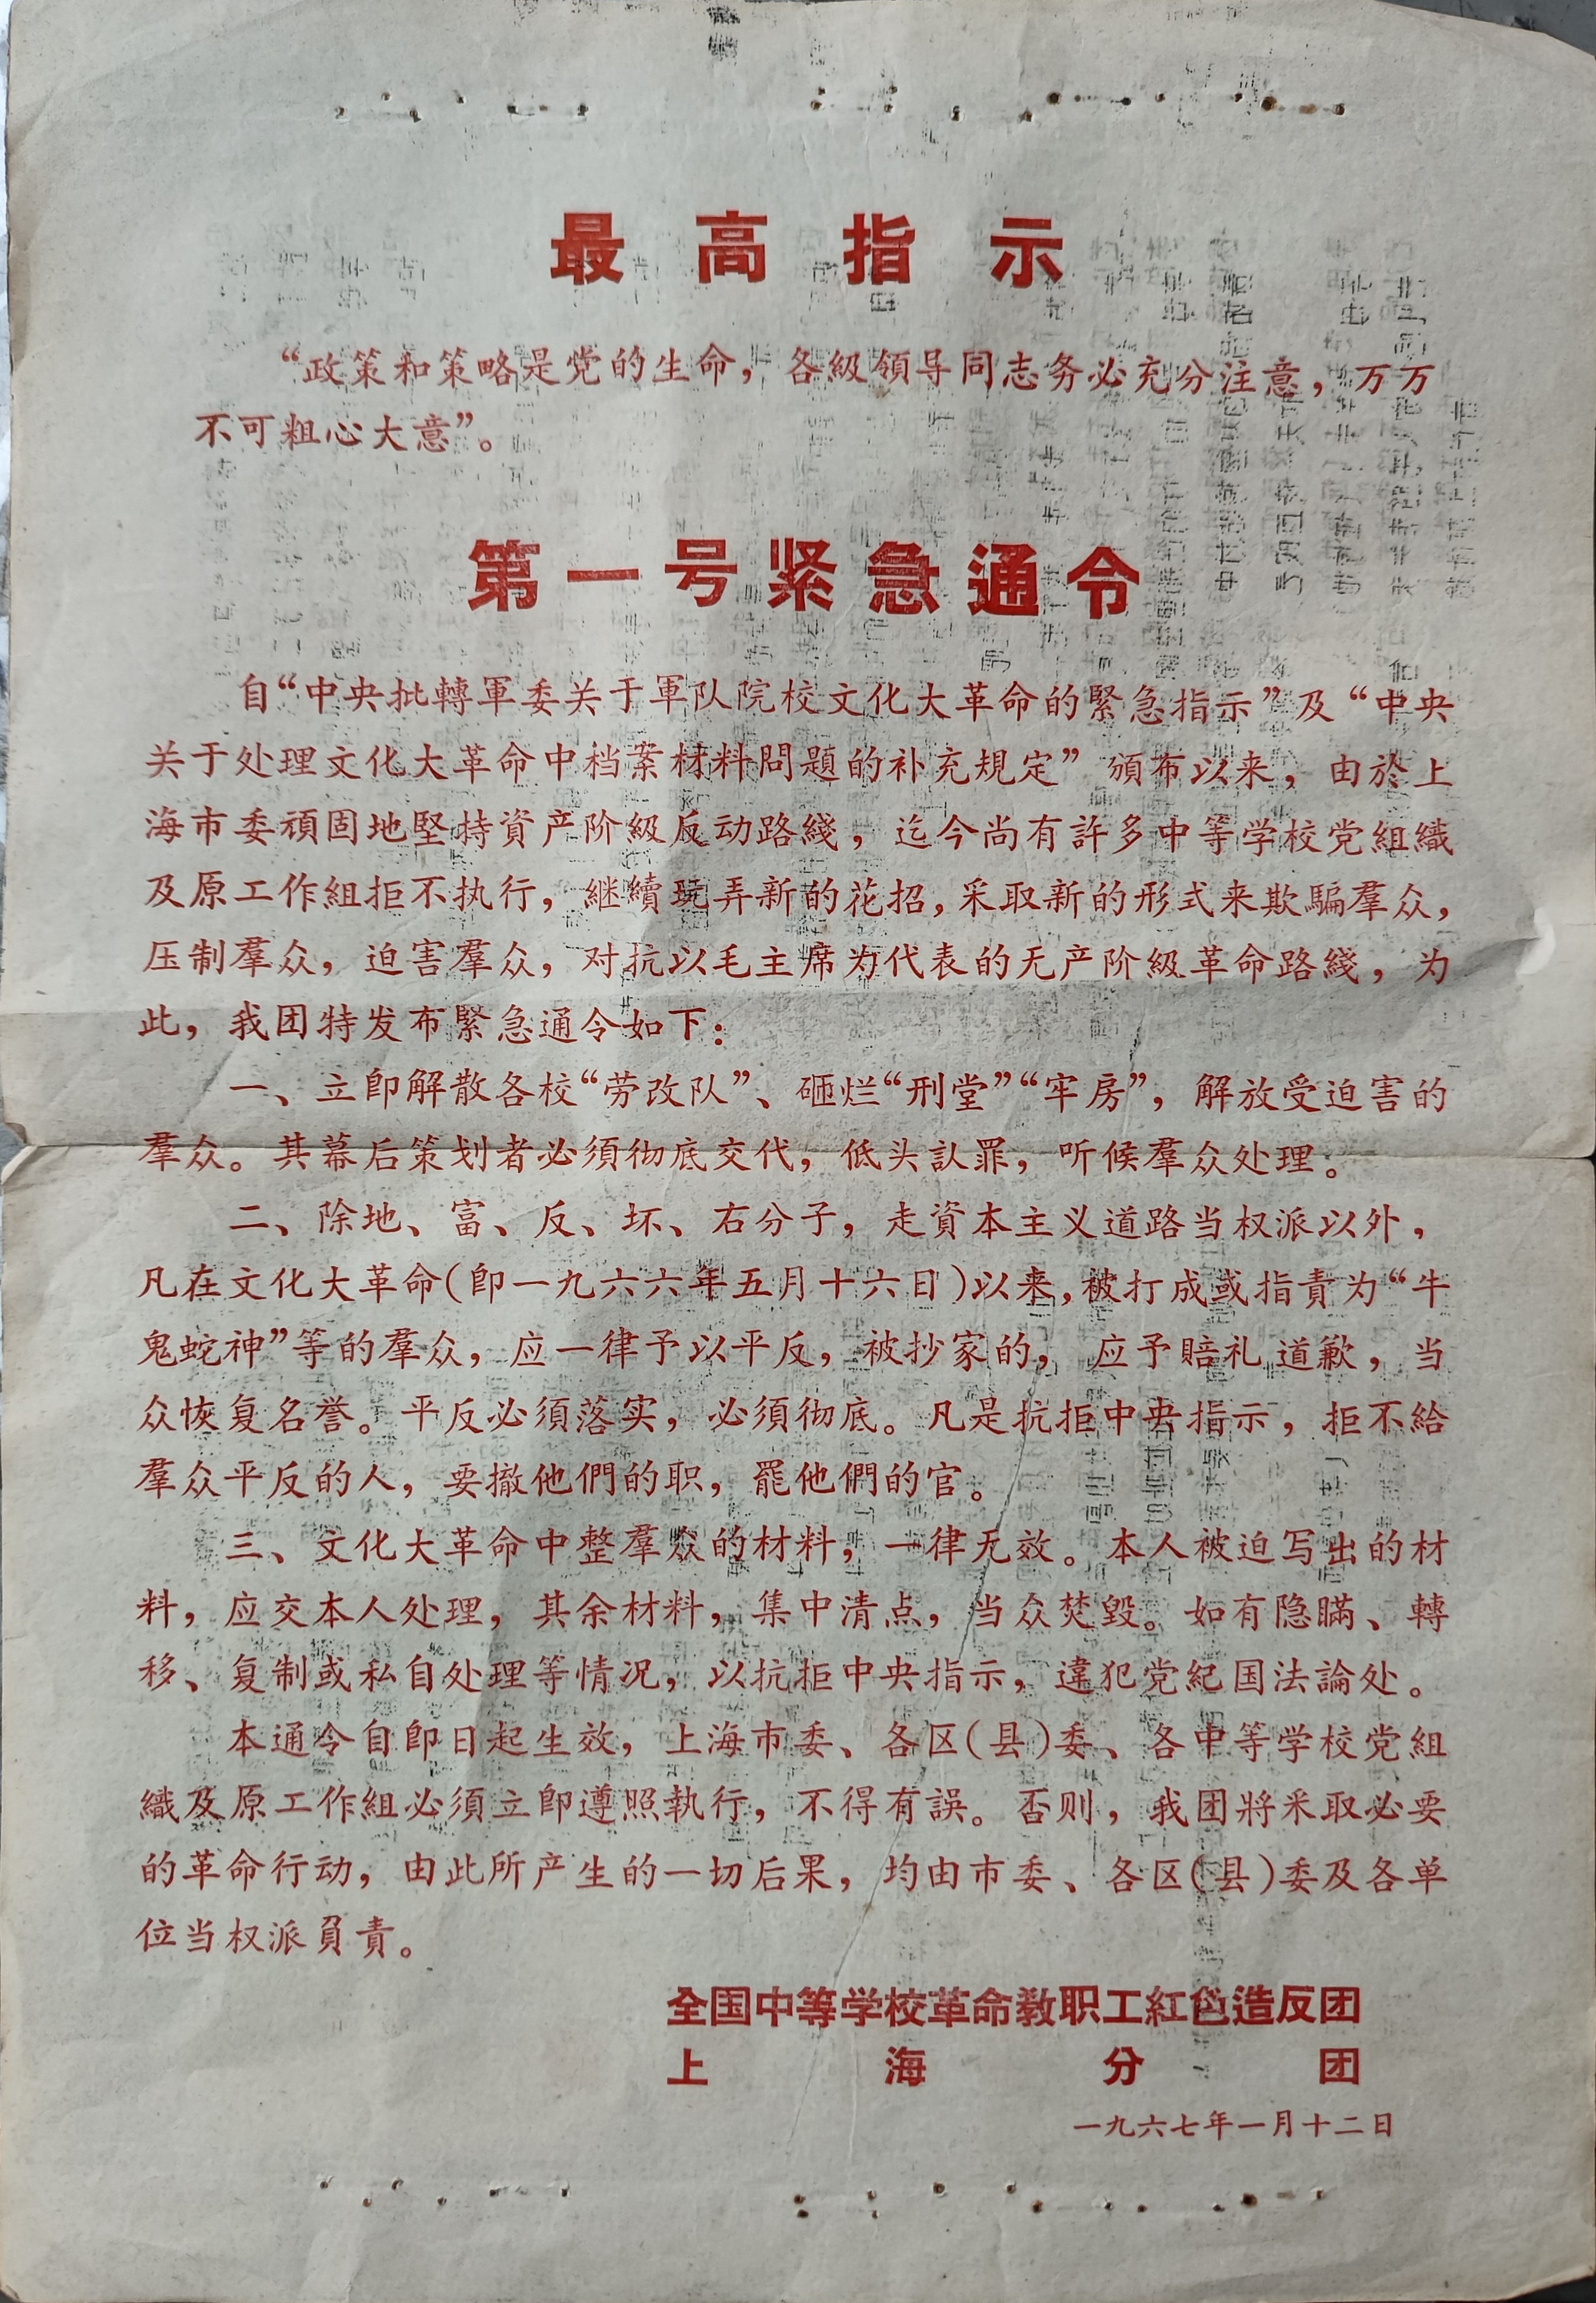 最高指示
“政策和策略是党的生命，各級領导同志务必充分注意，万万
不可粗心大意”。
第一号紧急通令
自“中央批轉軍委关于軍队院校文化大革命的緊急指示”及“中央
关于处理文化大革命中档案材料問題的补充規定”頒布以来，由於上
海市委頑固地堅持資产阶級反动路綫，迄今尚有許多中等学校党組織
及原工作組拒不执行，継續玩弄新的花招，采取新的形式来欺騙羣众，
压制羣众，迫害羣众，对抗以毛主席为代表的无产阶級革命路綫，为
此，我团特发布緊急通令如下：
一、立卽解散各校“劳改队”、砸烂“刑堂”“牢房”，解放受迫害的
羣众。其幕后策划者必須彻底交代，低头認罪，听候羣众处理。
二、除地、富、反、坏、右分子，走資本主义道路当权派以外，
凡在文化大革命(卽一九六六年五月十六日)以来，被打成或指責为“牛
鬼蛇神”等的羣众，应一律予以平反，被抄家的，应予賠礼道歉，当
众恢复名誉。平反必須落实，必須彻底。凡是抗拒中央指示，拒不給
羣众平反的人，要撤他們的职，罷他們的官。
三、文化大革命中整羣众的材料，一律无效。本人被迫写出的材
料，应交本人处理，其余材料，集中清点，当众焚毀。如有隐瞞、轉
移、复制或私自处理等情况，以抗拒中央指示，違犯党紀国法論处。
本通令自卽日起生效，上海市委、各区(县)委、各中等学校党組
織及原工作組必須立卽遵照執行，不得有誤。否则，我团將采取必要
的革命行动，由此所产生的一切后果，均由市委、各区(县)委及各单
位当权派負責。
全国中等学校革命教职工紅色造反团
上海分团
一九六七年一月十二日